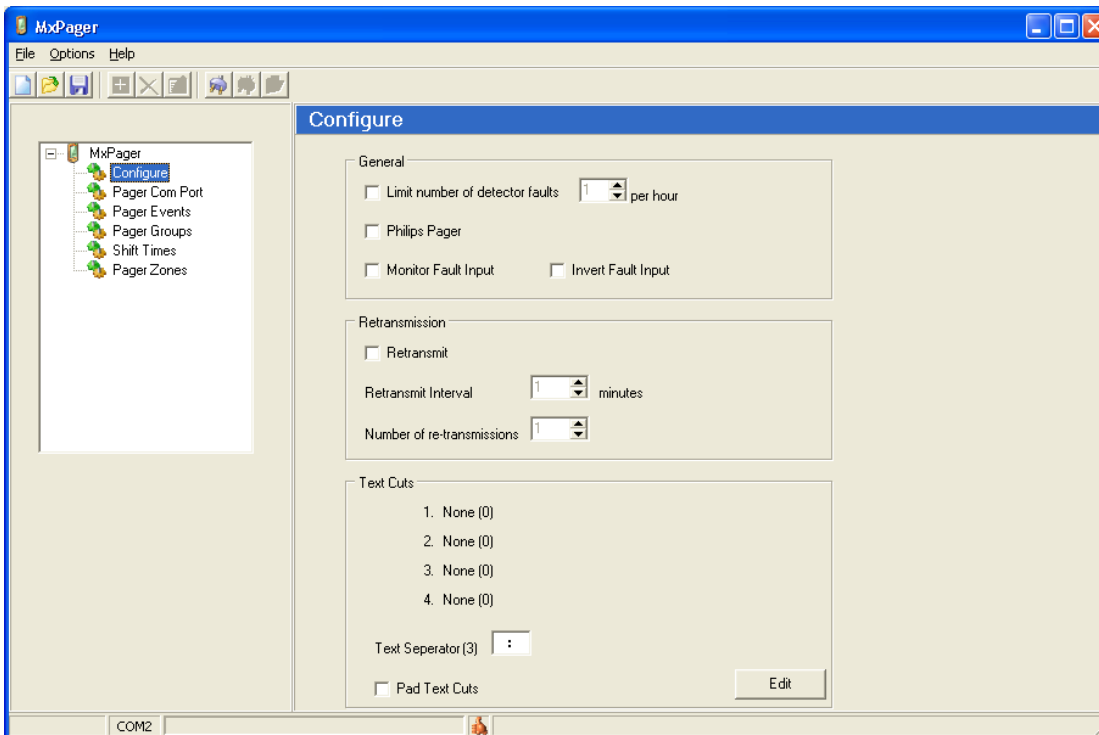 MxPager
File Options Help
Configure
MxPager
Configure
Pager Com Port
Pager Events
Pager Groups
Shift Times
Pager Zones
General
Limit number of detector faults 1 per hour
Philips Pager
Monitor Fault Input Invert Fault Input
Retransmission
Retransmit
Retransmit Interval 1 minutes
Number of re-transmissions 1
Text Cuts
1. None (0)
2. None (0)
3. None (0)
4. None (0)
Text Seperator (3) :
Pad Text Cuts Edit
COM2